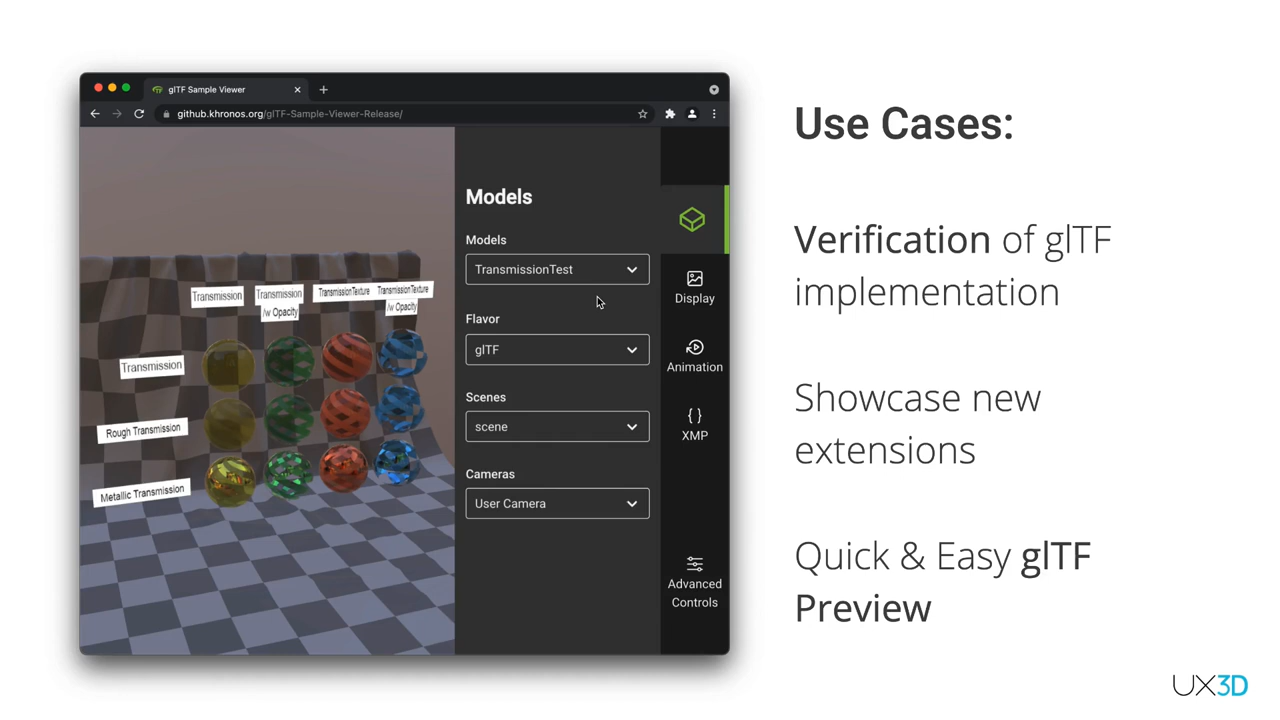 glTF Sample Viewer
github.khronos.org/glTF-Sample-Viewer-Release/
Transmission
Transmission
/w Opacity
TransmissionTexture
TransmissionTexture
/w Opacity
Transmission
Rough Transmission
Metallic Transmission
Models
Models
TransmissionTest
Flavor
glTF
Scenes
scene
Cameras
User Camera
Display
Animation
{ }
XMP
Advanced
Controls
Use Cases:
Verification of glTF
implementation
Showcase new
extensions
Quick & Easy glTF
Preview
UX3D